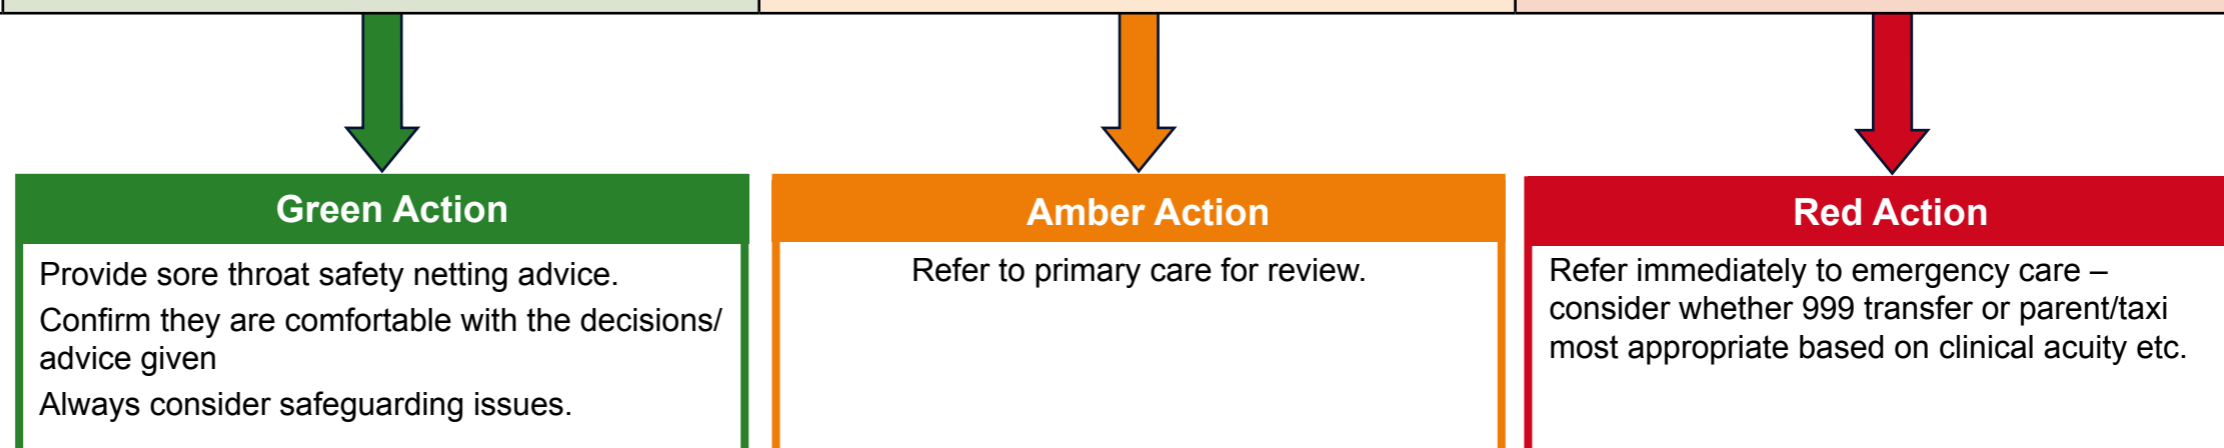 Green Action
Provide sore throat safety netting advice.
Confirm they are comfortable with the decisions/
advice given
Always consider safeguarding issues.
Amber Action
Refer to primary care for review.
Red Action
Refer immediately to emergency care –
consider whether 999 transfer or parent/taxi
most appropriate based on clinical acuity etc.